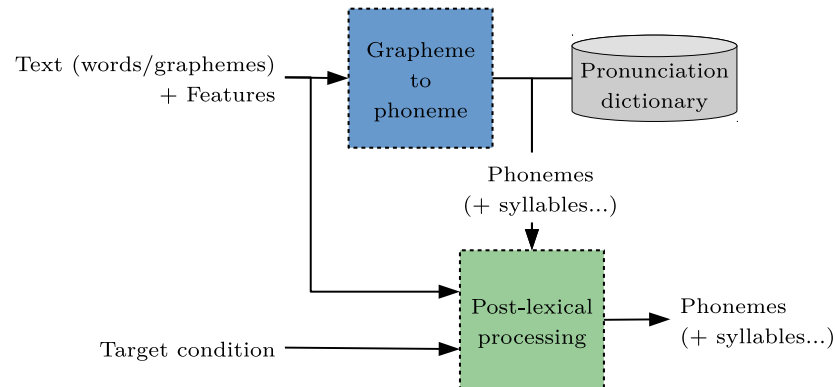 Text (words/graphemes)
+ Features
Grapheme
to
phoneme
Pronunciation
dictionary
Phonemes
(+ syllables...)
Post-lexical
processing
Phonemes
(+ syllables...)
Target condition